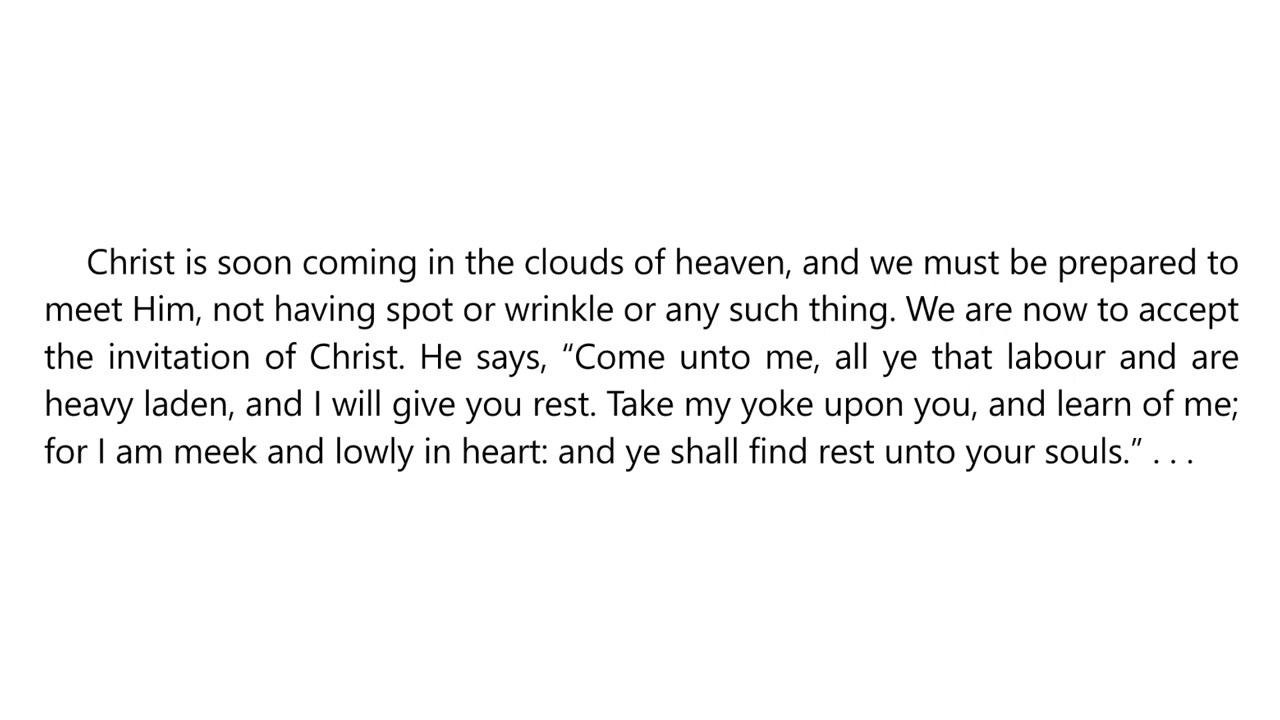 Christ is soon coming in the clouds of heaven, and we must be prepared to
meet Him, not having spot or wrinkle or any such thing. We are now to accept
the invitation of Christ. He says, “Come unto me, all ye that labour and are
heavy laden, and I will give you rest. Take my yoke upon you, and learn of me;
for I am meek and lowly in heart: and ye shall find rest unto your souls.” . . .